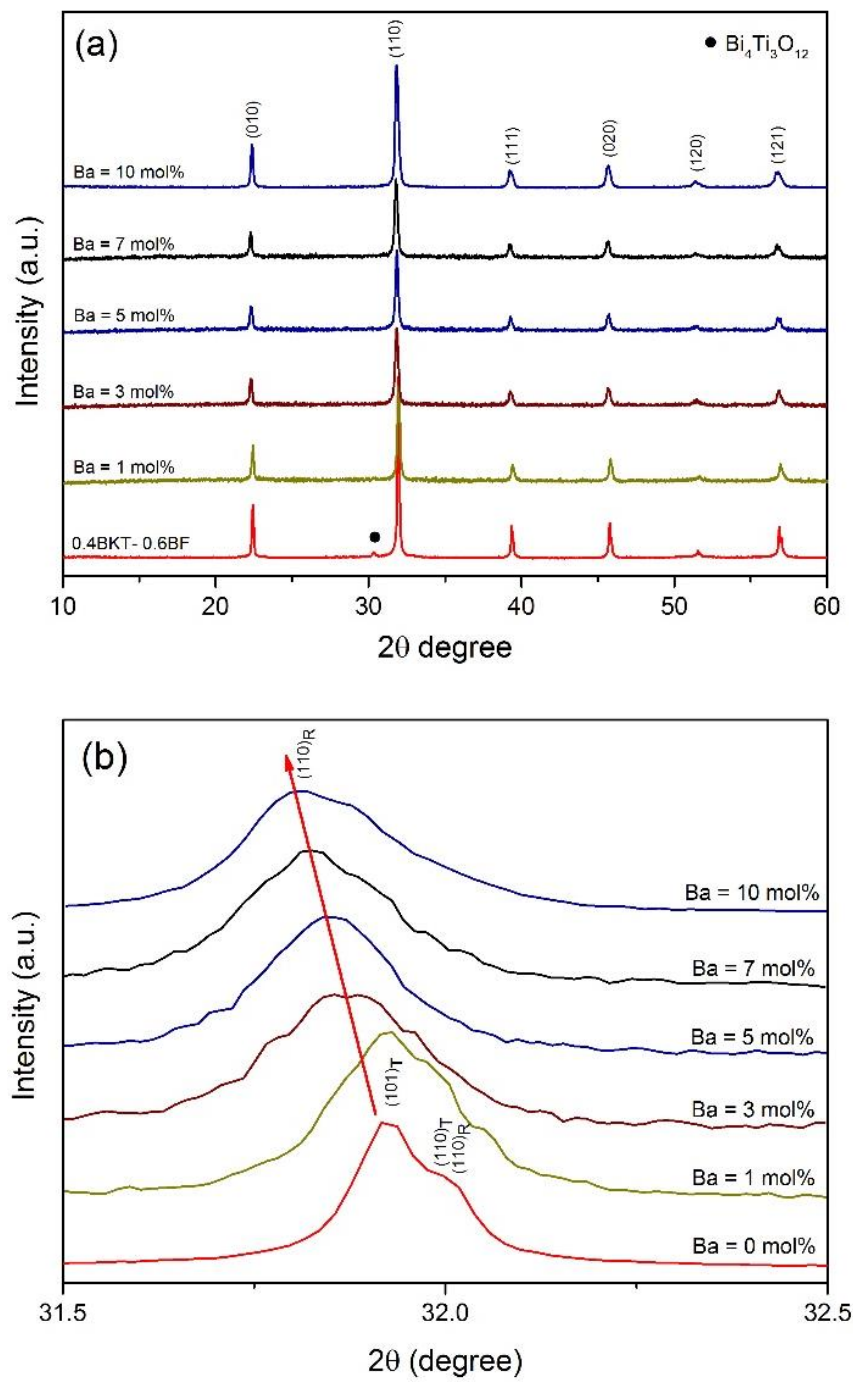 (a)
● Bi₄Ti₃O₁₂
(010)
(110)
(111)
(020)
(120)
(121)
Ba = 10 mol%
Ba = 7 mol%
Ba = 5 mol%
Ba = 3 mol%
Ba = 1 mol%
0.4BKT- 0.6BF
Intensity (a.u.)
10 20 30 40 50 60
2θ degree
(b)
(110)R
(101)T
(110)T
(110)R
Ba = 10 mol%
Ba = 7 mol%
Ba = 5 mol%
Ba = 3 mol%
Ba = 1 mol%
Ba = 0 mol%
Intensity (a.u.)
31.5 32.0 32.5
2θ (degree)